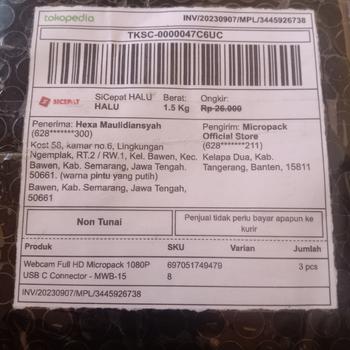 tokopedia
INV/20230907/MPL/3445926738
TKSC-0000047C6UC
SICEPAT
SiCepat HALU
HALU
Berat:
1.5 Kg
Ongkir:
Rp 26.000
Penerima: Hexa Maulidiansyah
(628*******300)
Kost 58, kamar no.6, Lingkungan
Ngemplak, RT.2 / RW.1, Kel. Bawen, Kec.
Bawen, Kab. Semarang, Jawa Tengah.
50661. (warna pintu yang putih)
Bawen, Kab. Semarang, Jawa Tengah,
50661
Pengirim: Micropack
Official Store
(628*******211)
Kelapa Dua, Kab.
Tangerang, Banten, 15811
Non Tunai
Penjual tidak perlu bayar apapun ke
kurir
Produk SKU Varian Jumlah
Webcam Full HD Micropack 1080P 697051749479 3 pcs
USB C Connector - MWB-15 8
INV/20230907/MPL/3445926738